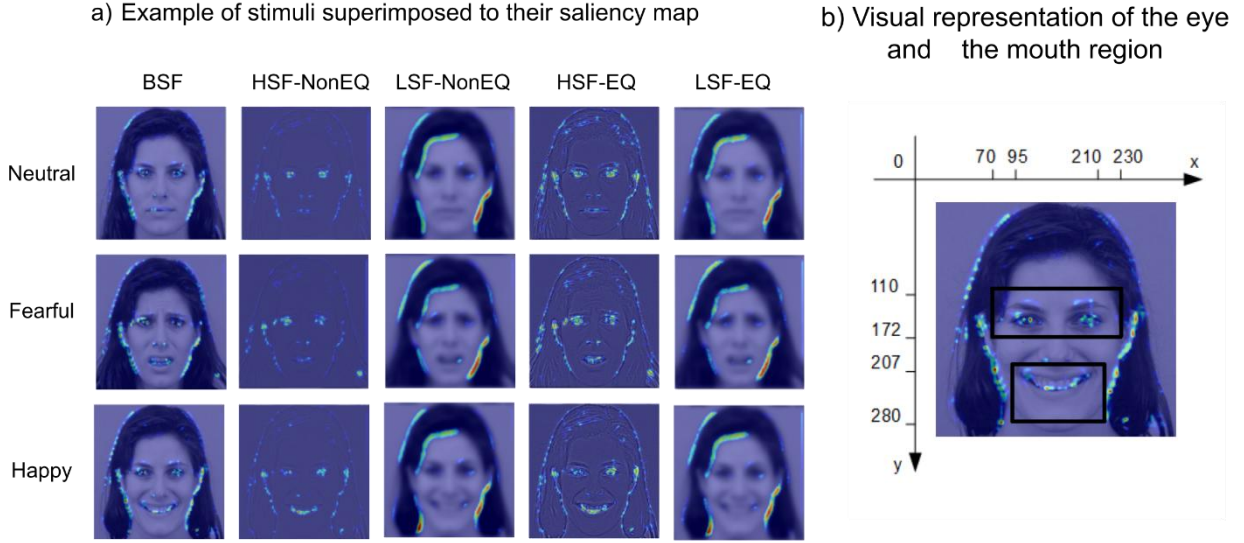 a) Example of stimuli superimposed to their saliency map
BSF HSF-NonEQ LSF-NonEQ HSF-EQ LSF-EQ
Neutral
Fearful
Happy
b) Visual representation of the eye
and the mouth region
0 70 95 210 230 x
110
172
207
280
y